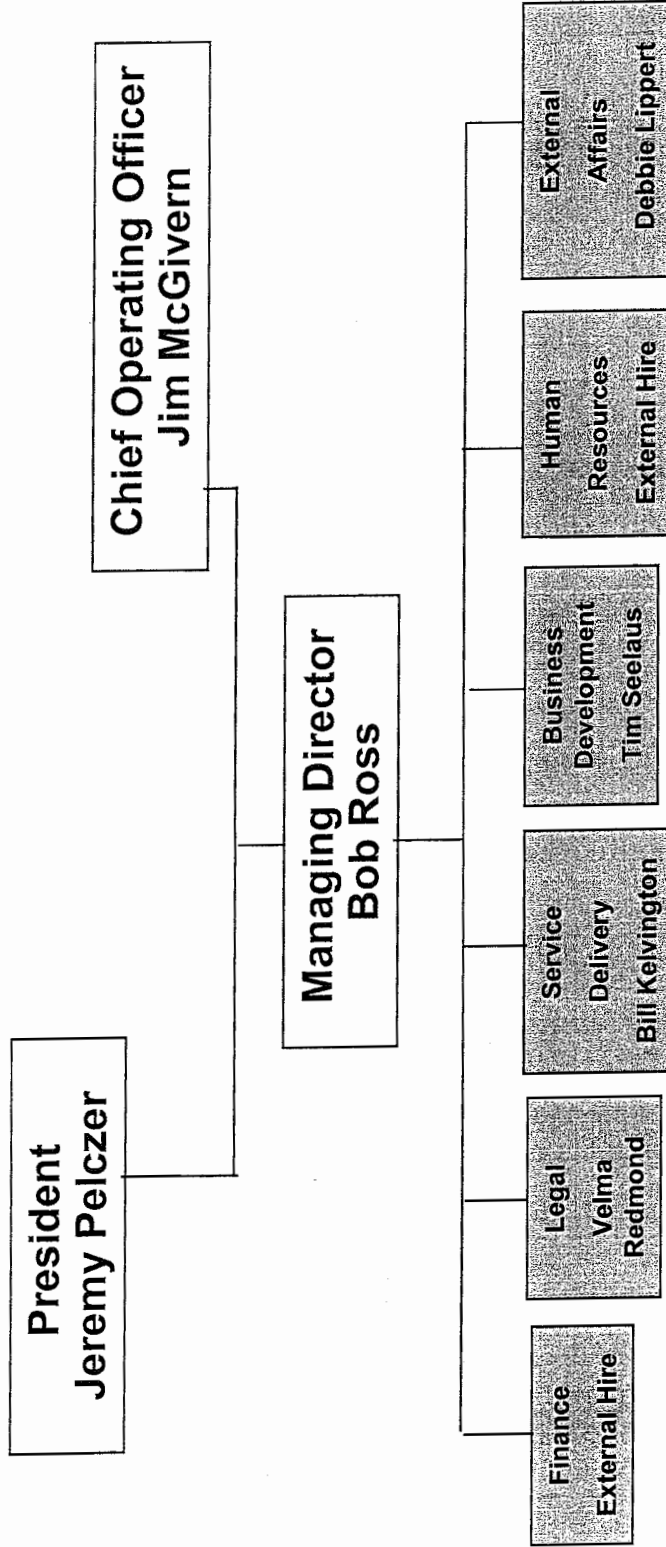 President
Jeremy Pelczer
Chief Operating Officer
Jim McGivern
Managing Director
Bob Ross
Finance
External Hire
Legal
Velma
Redmond
Service
Delivery
Bill Kelvington
Business
Development
Tim Seelaus
Human
Resources
External Hire
External
Affairs
Debbie Lippert